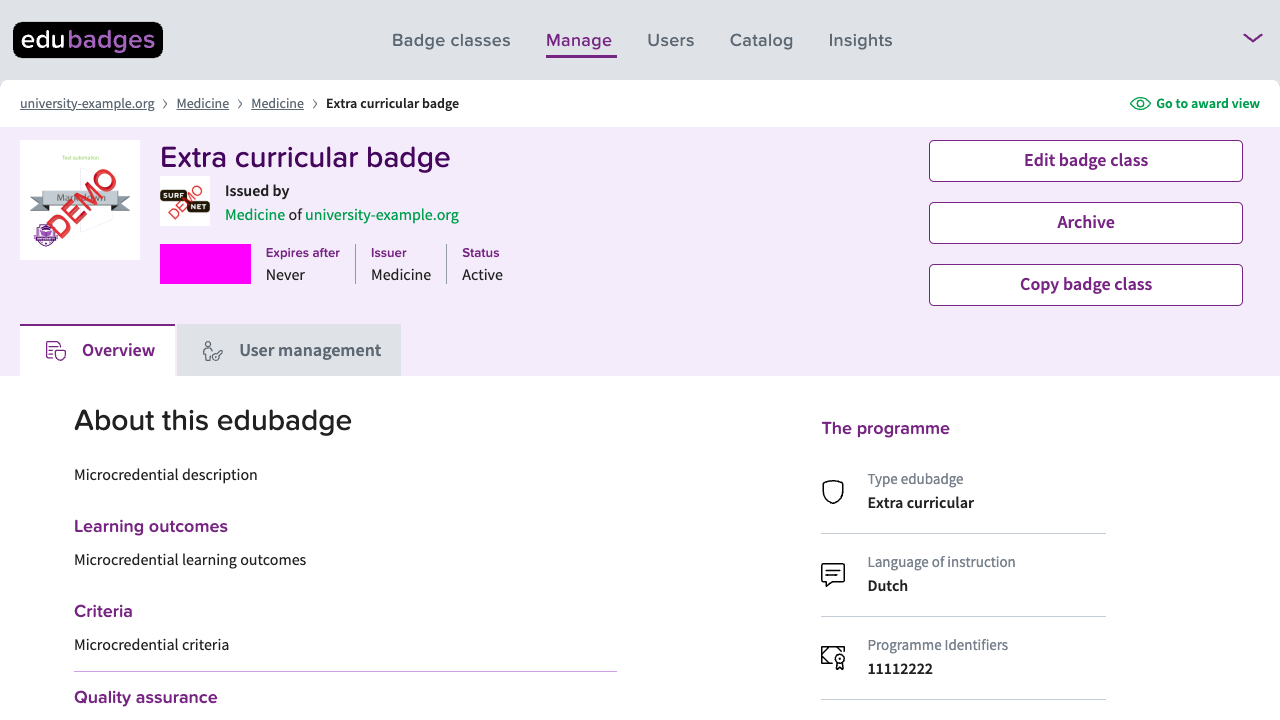 edubadges
Badge classes
Manage
Users
Catalog
Insights
university-example.org > Medicine > Medicine > Extra curricular badge
Go to award view
Test automation
DEMO
Extra curricular badge
SURF
NET
DEMO
Issued by
Medicine of university-example.org
Expires after
Never
Issuer
Medicine
Status
Active
Edit badge class
Archive
Copy badge class
Overview
User management
About this edubadge
Microcredential description
Learning outcomes
Microcredential learning outcomes
Criteria
Microcredential criteria
Quality assurance
The programme
Type edubadge
Extra curricular
Language of instruction
Dutch
Programme Identifiers
11112222